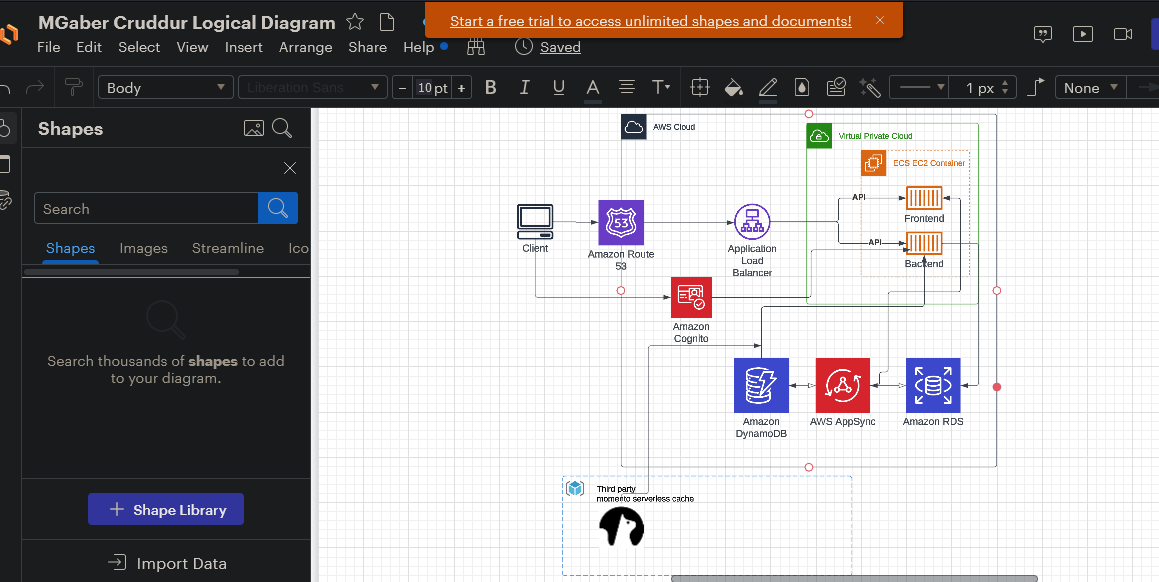 Start a free trial to access unlimited shapes and documents!
MGaber Cruddur Logical Diagram
File Edit Select View Insert Arrange Share Help
Saved
Body
Liberation Sans
− 10 pt +
B I U A T
1 px
None
Shapes
Search
Shapes Images Streamline Ico
Search thousands of shapes to add
to your diagram.
+ Shape Library
Import Data
AWS Cloud
Virtual Private Cloud
ECS EC2 Container
API
Frontend
API
Backend
Client
53
Amazon Route
53
Application
Load
Balancer
Amazon
Cognito
Amazon
DynamoDB
AWS AppSync
Amazon RDS
Third party
momento serverless cache